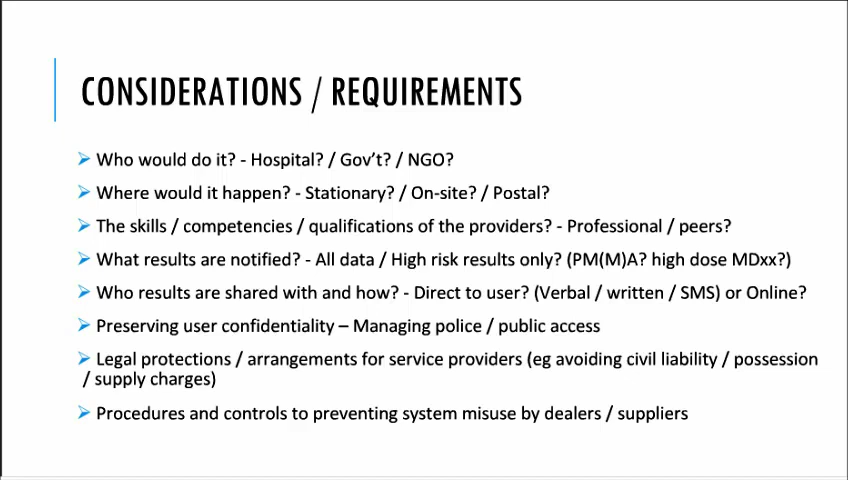 CONSIDERATIONS / REQUIREMENTS
➢ Who would do it? - Hospital? / Gov't? / NGO?
➢ Where would it happen? - Stationary? / On-site? / Postal?
➢ The skills / competencies / qualifications of the providers? - Professional / peers?
➢ What results are notified? - All data / High risk results only? (PM(M)A? high dose MDxx?)
➢ Who results are shared with and how? - Direct to user? (Verbal / written / SMS) or Online?
➢ Preserving user confidentiality – Managing police / public access
➢ Legal protections / arrangements for service providers (eg avoiding civil liability / possession
/ supply charges)
➢ Procedures and controls to preventing system misuse by dealers / suppliers